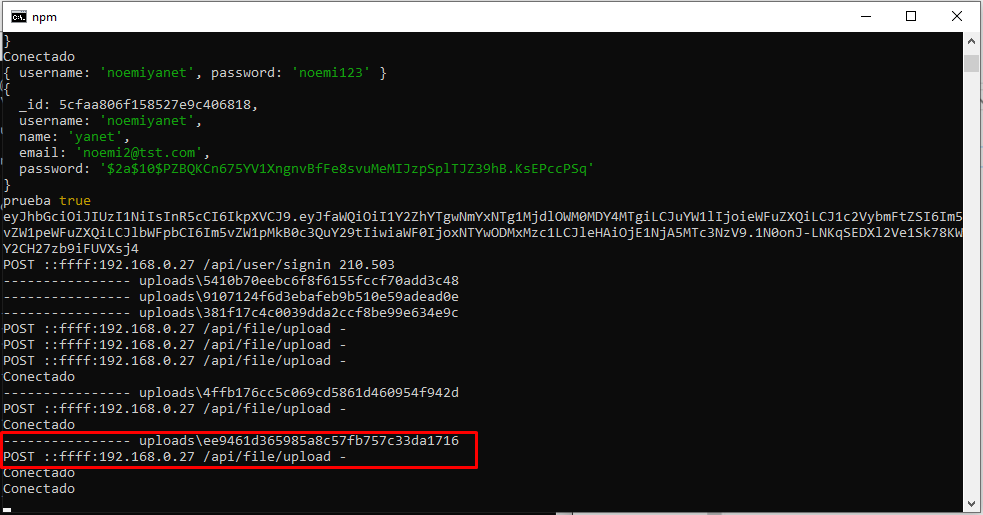 npm
}
Conectado
{ username: 'noemiyanet', password: 'noemi123' }
{
  _id: 5cfaa806f158527e9c406818,
  username: 'noemiyanet',
  name: 'yanet',
  email: 'noemi2@tst.com',
  password: '$2a$10$PZBQKCn675YV1XngnvBfFe8svuMeMIJzpSplTJZ39hB.KsEPccPSq'
}
prueba true
eyJhbGciOiJIUzI1NiIsInR5cCI6IkpXVCJ9.eyJfaWQiOiI1Y2ZhYTgwNmYxNTg1MjdlOWM0MDY4MTgiLCJuYW1lIjoieWFuZXQiLCJ1c2VybmFtZSI6Im5
vZW1peWFuZXQiLCJlbWFpbCI6Im5vZW1pMkB0c3QuY29tIiwiaWF0IjoxNTYwODMxMzc1LCJleHAiOjE1NjA5MTc3NzV9.1N0onJ-LNKqSEDXl2Ve1Sk78KW
Y2CH27zb9iFUVXsj4
POST ::ffff:192.168.0.27 /api/user/signin 210.503
---------------- uploads\5410b70eebc6f8f6155fccf70add3c48
---------------- uploads\9107124f6d3ebafeb9b510e59adead0e
---------------- uploads\381f17c4c0039dda2ccf8be99e634e9c
POST ::ffff:192.168.0.27 /api/file/upload -
POST ::ffff:192.168.0.27 /api/file/upload -
POST ::ffff:192.168.0.27 /api/file/upload -
Conectado
---------------- uploads\4ffb176cc5c069cd5861d460954f942d
POST ::ffff:192.168.0.27 /api/file/upload -
Conectado
---------------- uploads\ee9461d365985a8c57fb757c33da1716
POST ::ffff:192.168.0.27 /api/file/upload -
Conectado
Conectado